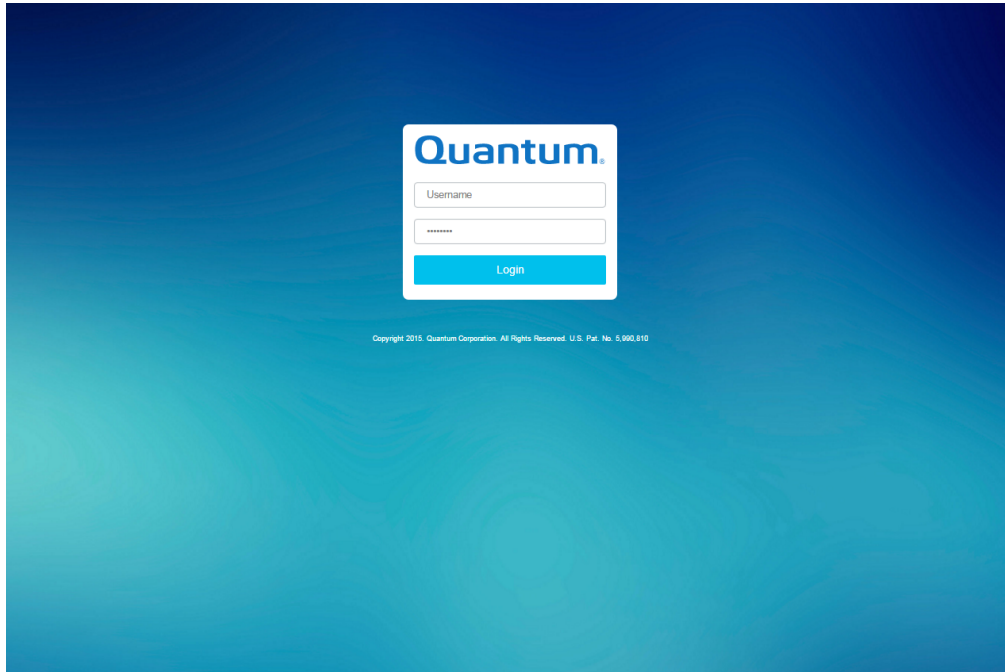 Quantum®
Username
••••••••
Login
Copyright 2015. Quantum Corporation. All Rights Reserved. U.S. Pat. No. 5,990,810